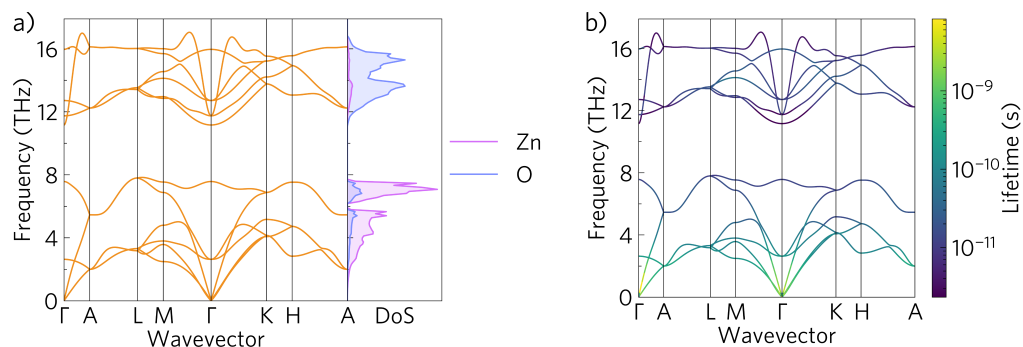 a)
Frequency (THz)
16
12
8
4
0
Γ A L M Γ K H A DoS
Wavevector
Zn
O
b)
Frequency (THz)
16
12
8
4
0
Γ A L M Γ K H A
Wavevector
10⁻⁹
10⁻¹⁰
10⁻¹¹
Lifetime (s)